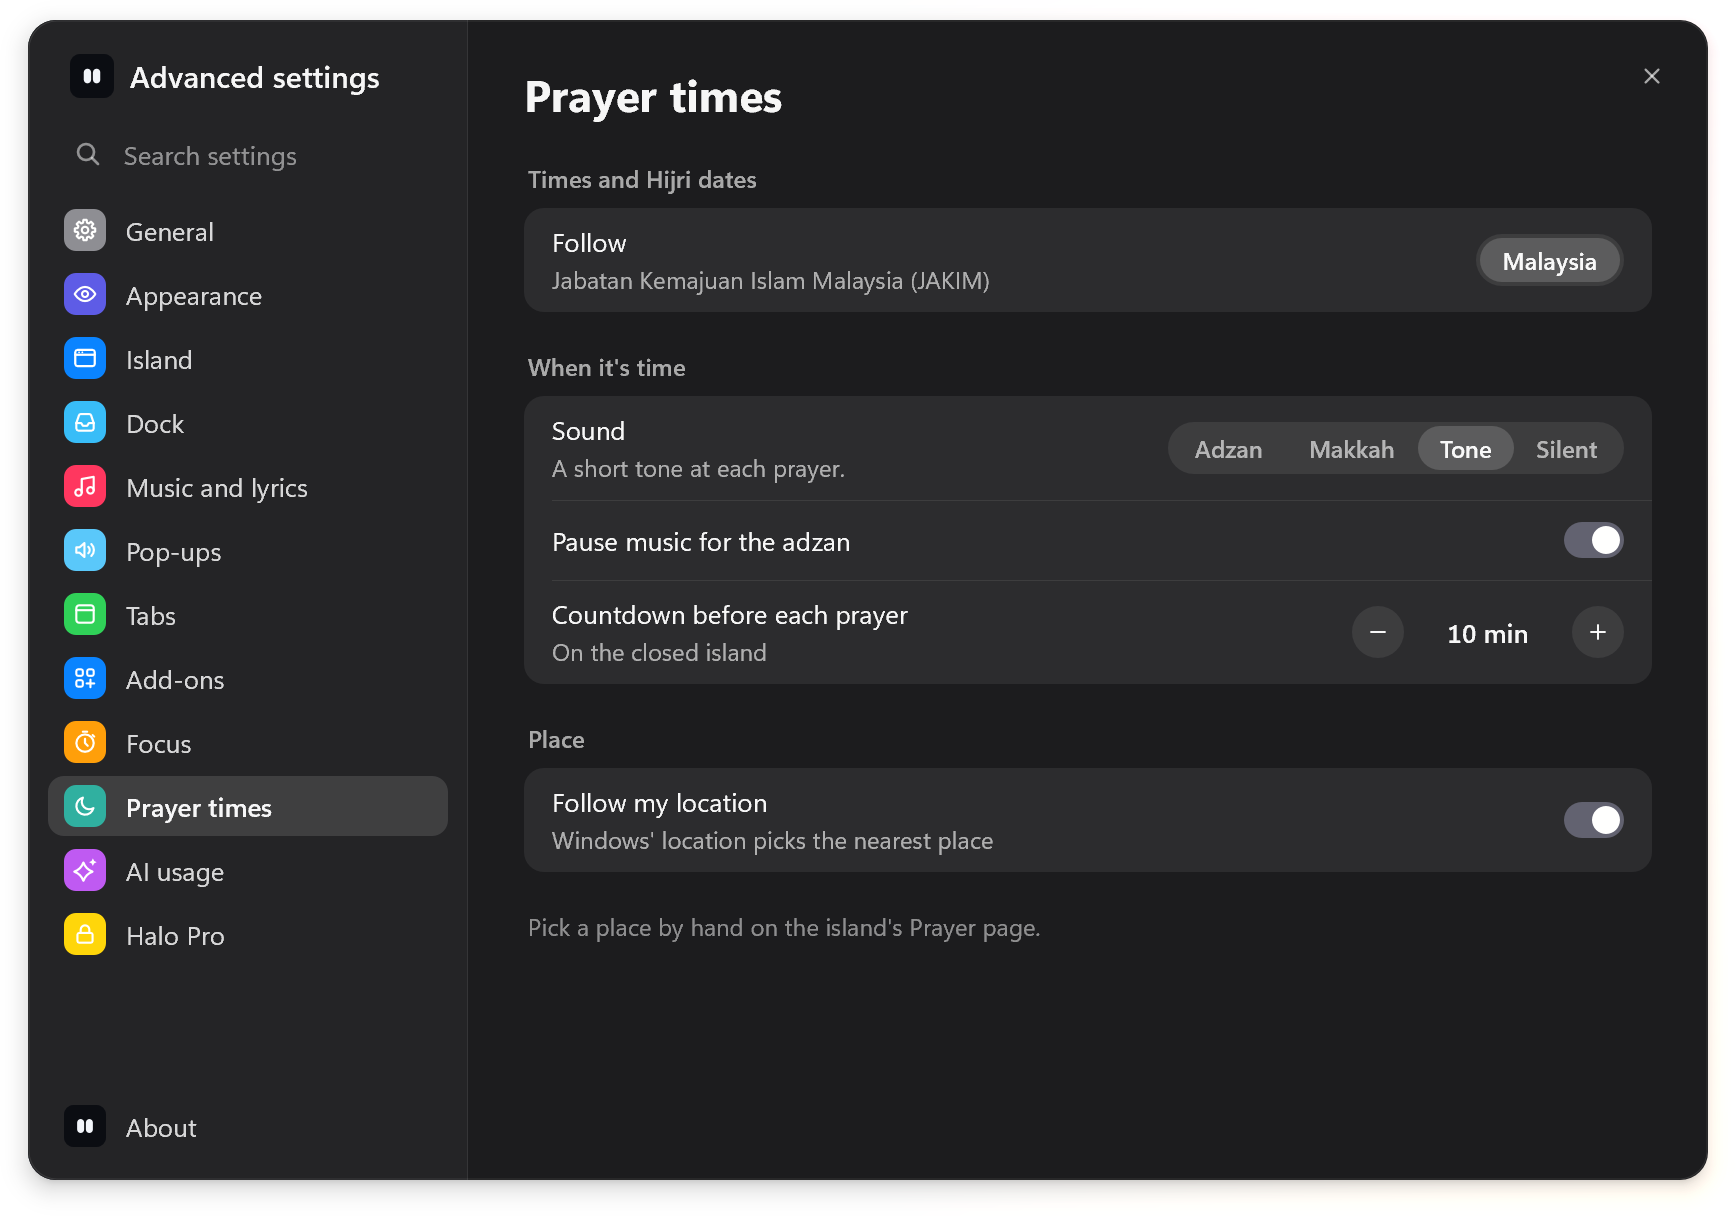 Advanced settings
Search settings
General
Appearance
Island
Dock
Music and lyrics
Pop-ups
Tabs
Add-ons
Focus
Prayer times
AI usage
Halo Pro
About
Prayer times
Times and Hijri dates
Follow
Jabatan Kemajuan Islam Malaysia (JAKIM)
Malaysia
When it's time
Sound
A short tone at each prayer.
Adzan Makkah Tone Silent
Pause music for the adzan
Countdown before each prayer
On the closed island
− 10 min +
Place
Follow my location
Windows' location picks the nearest place
Pick a place by hand on the island's Prayer page.